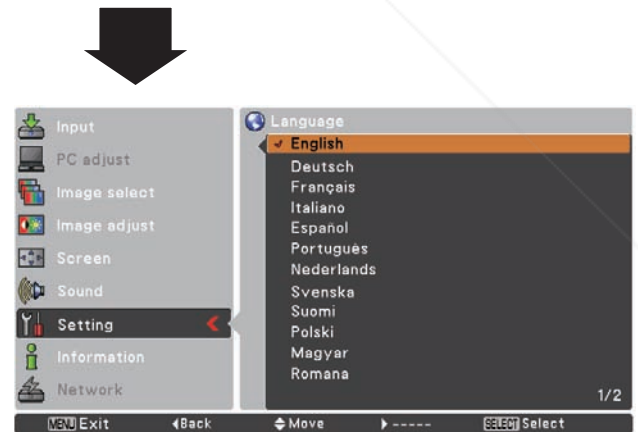 Input
PC adjust
Image select
Image adjust
Screen
Sound
Setting
Information
Network
Language
English
Deutsch
Français
Italiano
Español
Português
Nederlands
Svenska
Suomi
Polski
Magyar
Romana
1/2
MENU Exit ◀Back Move ▶----- SELECT Select